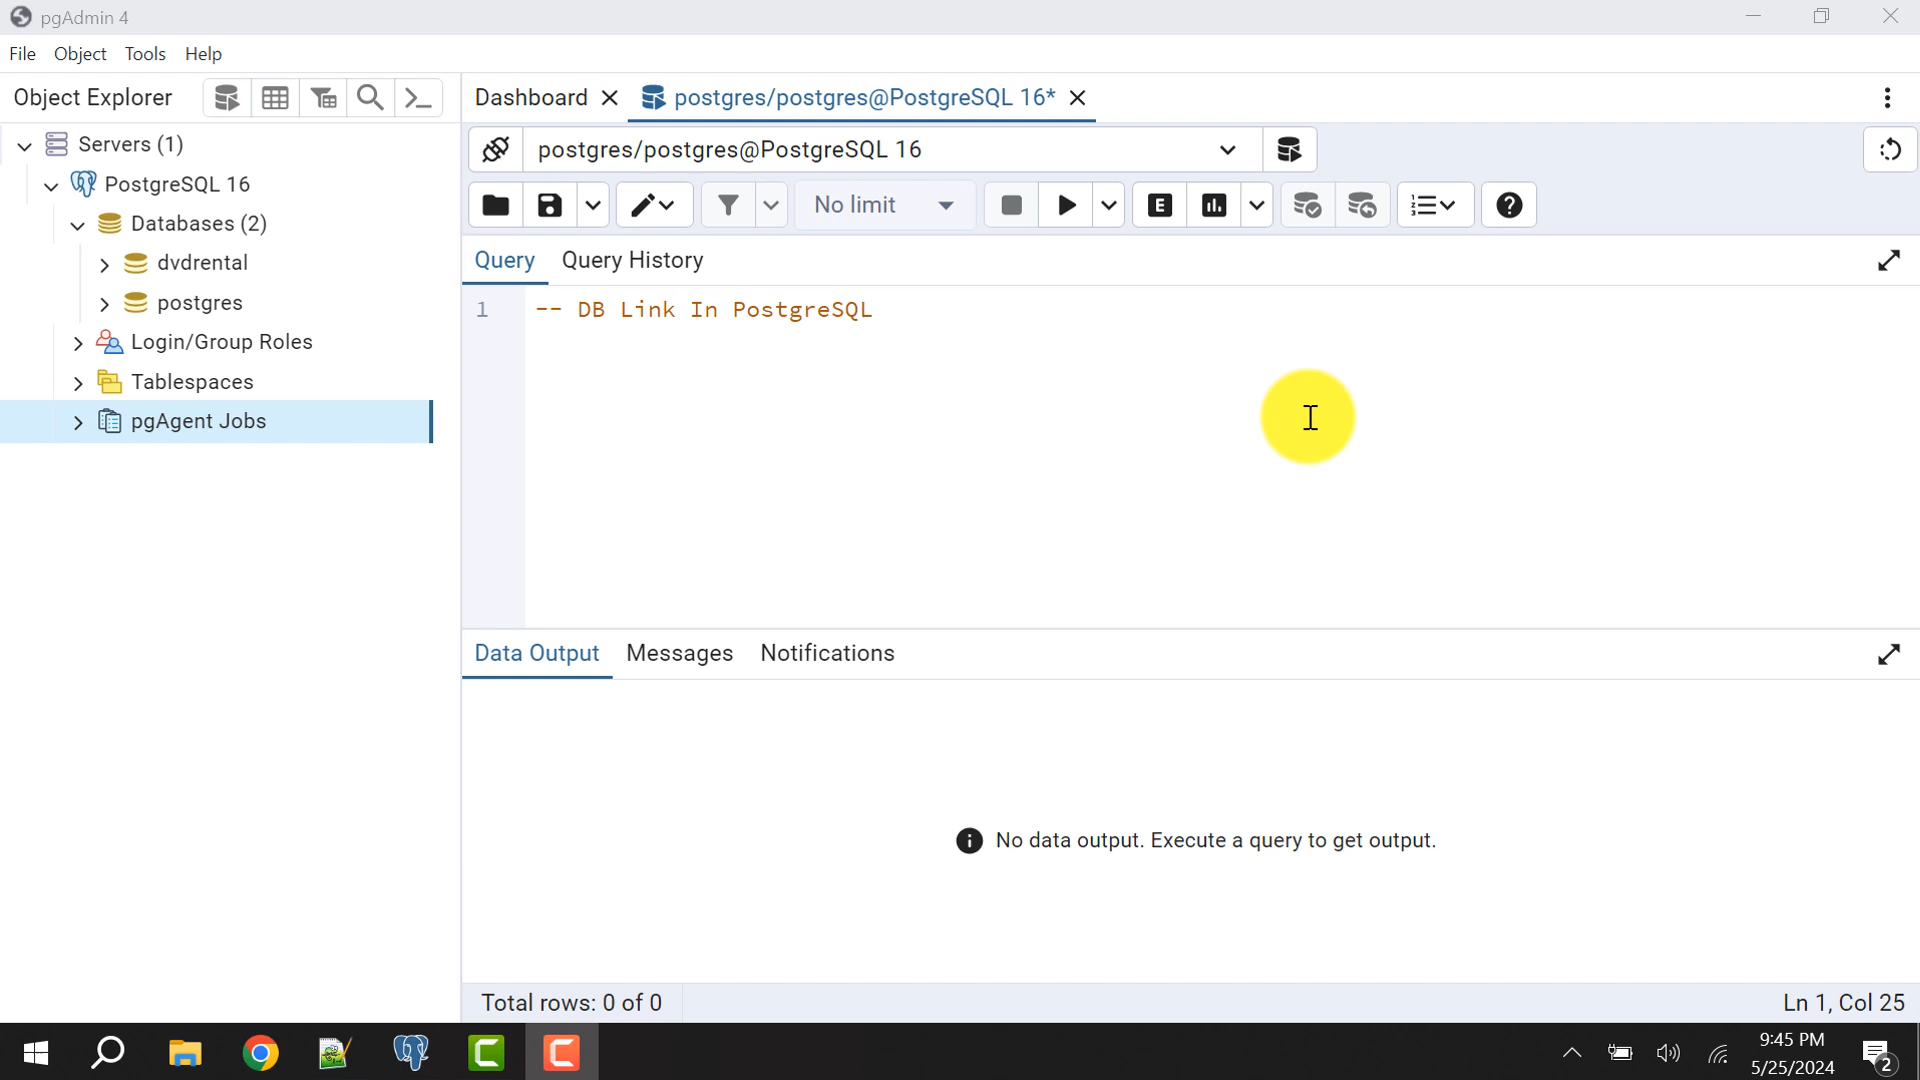 pgAdmin 4
File Object Tools Help
Object Explorer
Dashboard
postgres/postgres@PostgreSQL 16*
Servers (1)
PostgreSQL 16
Databases (2)
dvdrental
postgres
Login/Group Roles
Tablespaces
pgAgent Jobs
postgres/postgres@PostgreSQL 16
No limit
E
Query Query History
1 -- DB Link In PostgreSQL
Data Output Messages Notifications
No data output. Execute a query to get output.
Total rows: 0 of 0
Ln 1, Col 25
9:45 PM
5/25/2024
2